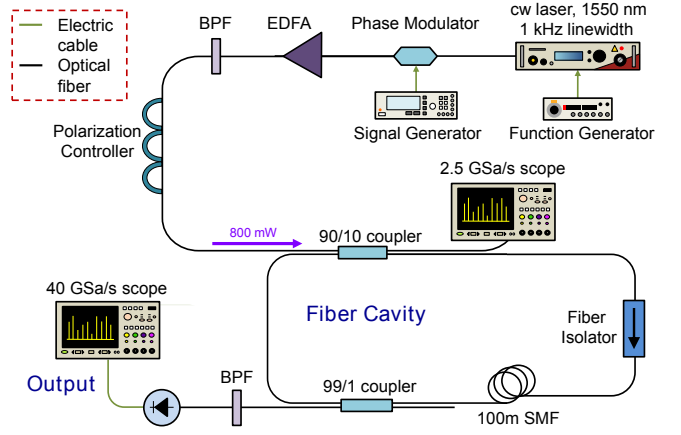 Electric
cable
Optical
fiber
BPF
EDFA
Phase Modulator
cw laser, 1550 nm
1 kHz linewidth
Polarization
Controller
Signal Generator
Function Generator
2.5 GSa/s scope
800 mW
90/10 coupler
40 GSa/s scope
Fiber Cavity
Fiber
Isolator
Output
BPF
99/1 coupler
100m SMF